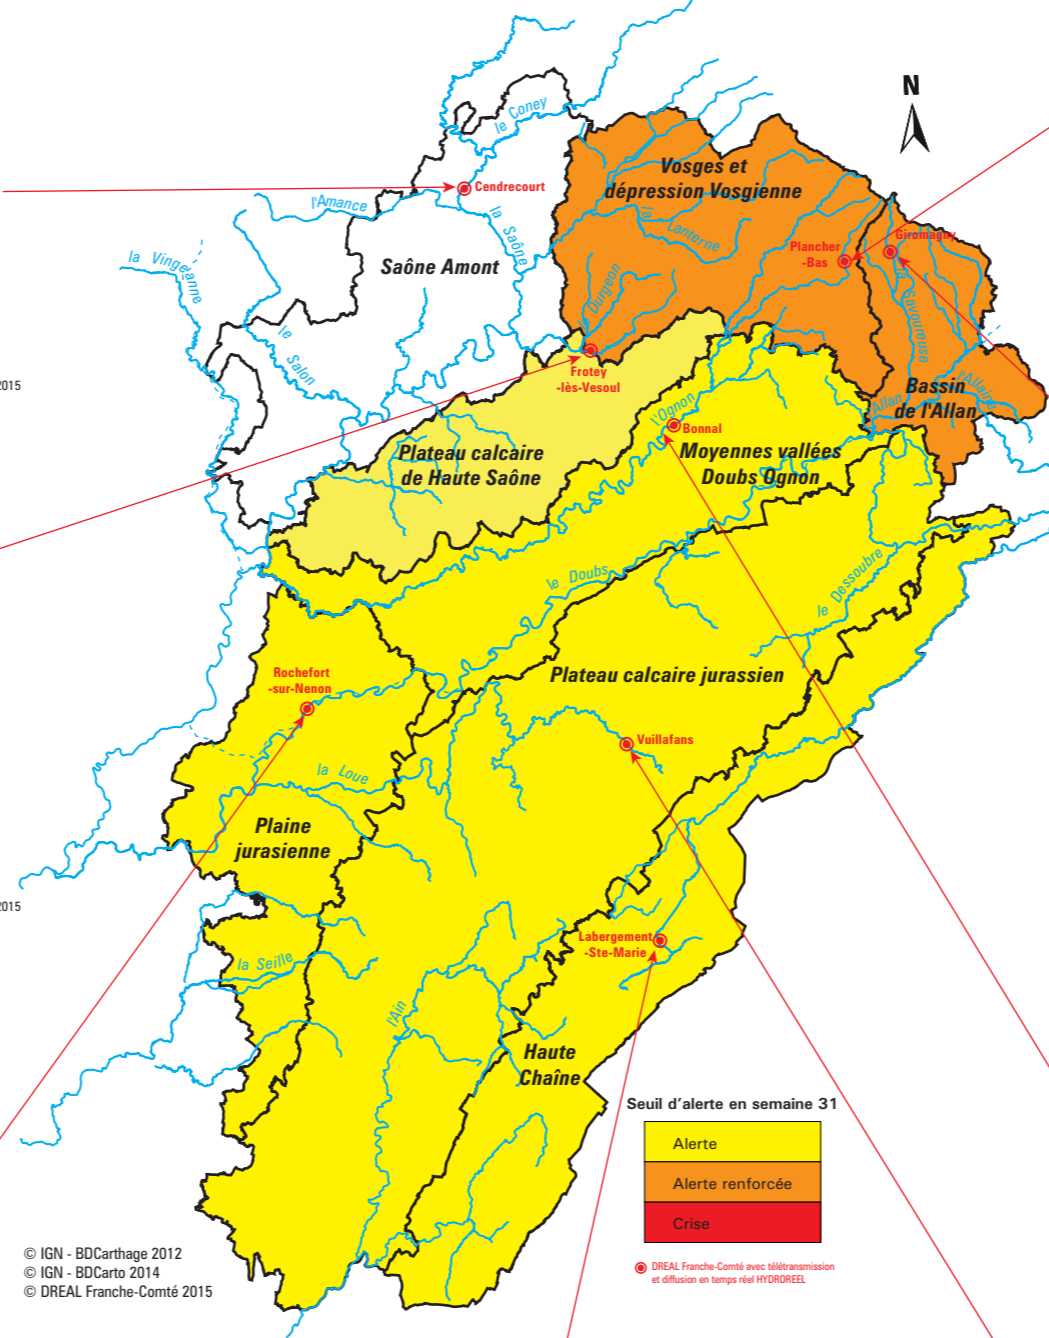 N
le Coney
Vosges et
dépression Vosgienne
Cendrecourt
l'Amance
la Saône
la Lanterne
Giromagny
Plancher
-Bas
la Vingeanne
Saône Amont
le Durgeon
la Savoureuse
le Salon
Frotey
-lès-Vesoul
2015
l'Allaine
Bassin
de l'Allan
l'Allan
l'Ognon
Bonnal
Plateau calcaire
de Haute Saône
Moyennes vallées
Doubs Ognon
le Doubs
le Dessoubre
Rochefort
-sur-Nenon
Plateau calcaire jurassien
Vuillafans
la Loue
Plaine
jurasienne
2015
Labergement
-Ste-Marie
la Seille
l'Ain
Haute
Chaîne
Seuil d'alerte en semaine 31
Alerte
Alerte renforcée
Crise
DREAL Franche-Comté avec télétransmission
et diffusion en temps réel HYDROREEL
© IGN - BDCarthage 2012
© IGN - BDCarto 2014
© DREAL Franche-Comté 2015